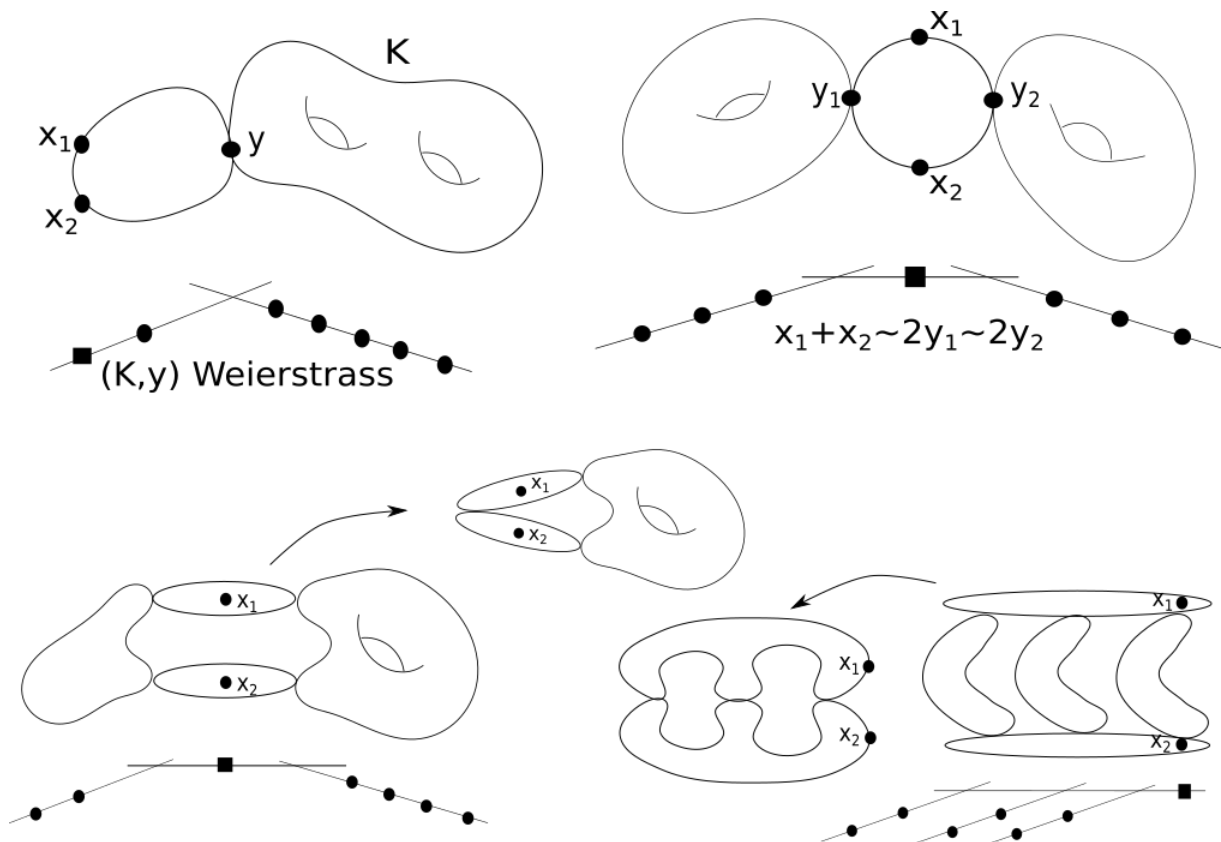 K
x₁
y
x₂
(K,y) Weierstrass
x₁
y₁
y₂
x₂
x₁+x₂~2y₁~2y₂
x₁
x₂
x₁
x₂
x₁
x₂
x₁
x₂